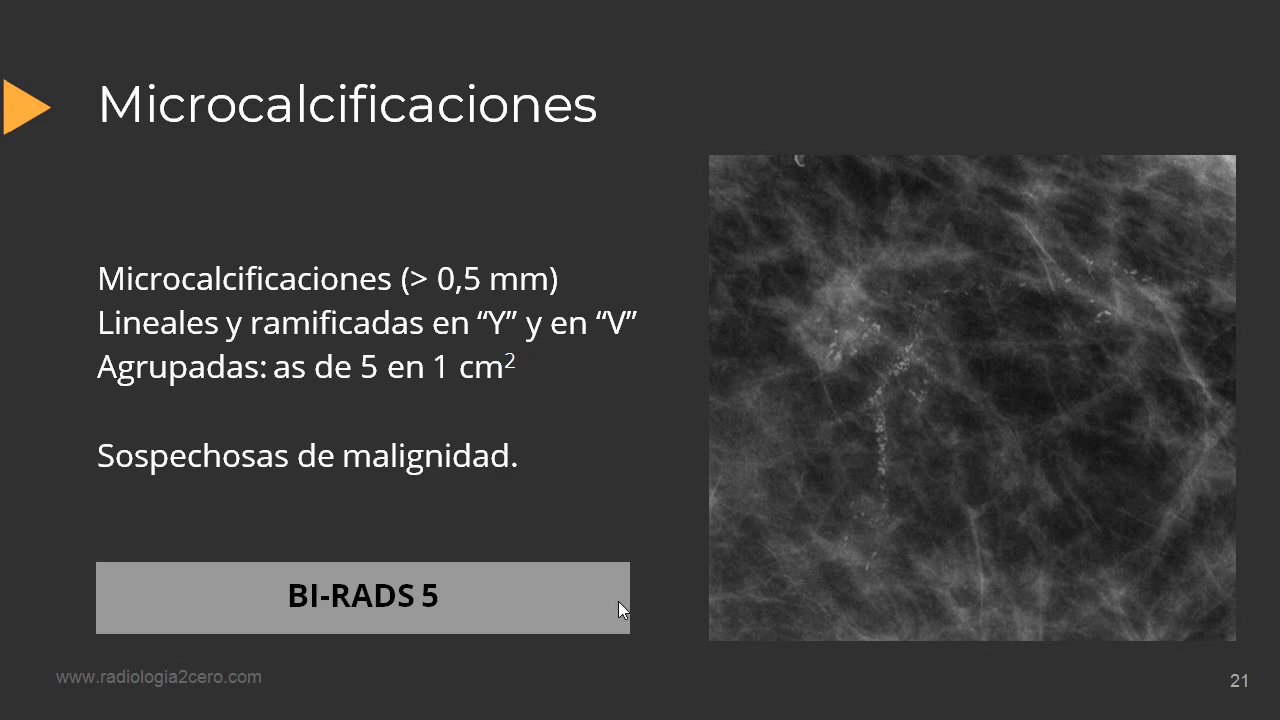 Microcalcificaciones
Microcalcificaciones (> 0,5 mm)
Lineales y ramificadas en “Y” y en “V”
Agrupadas: as de 5 en 1 cm²
Sospechosas de malignidad.
BI-RADS 5
www.radiologia2cero.com
21